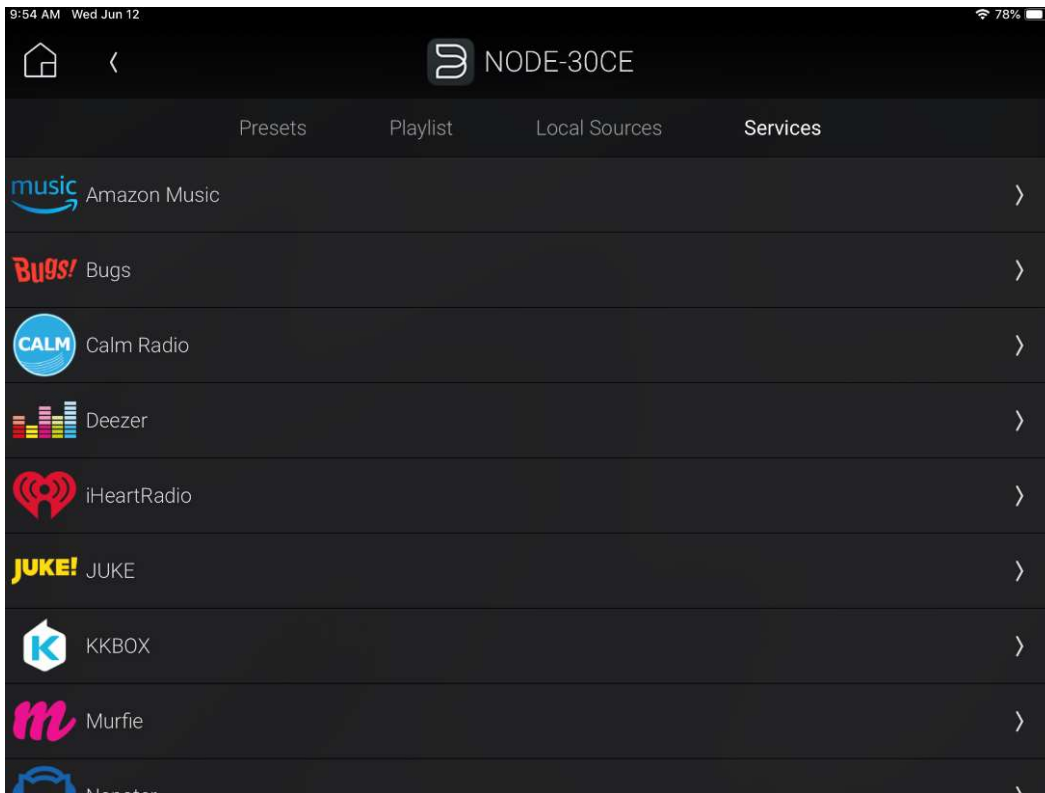 9:54 AM Wed Jun 12 78%
NODE-30CE
Presets Playlist Local Sources Services
music Amazon Music
Bugs! Bugs
CALM Calm Radio
Deezer
iHeartRadio
JUKE! JUKE
K KKBOX
m Murfie